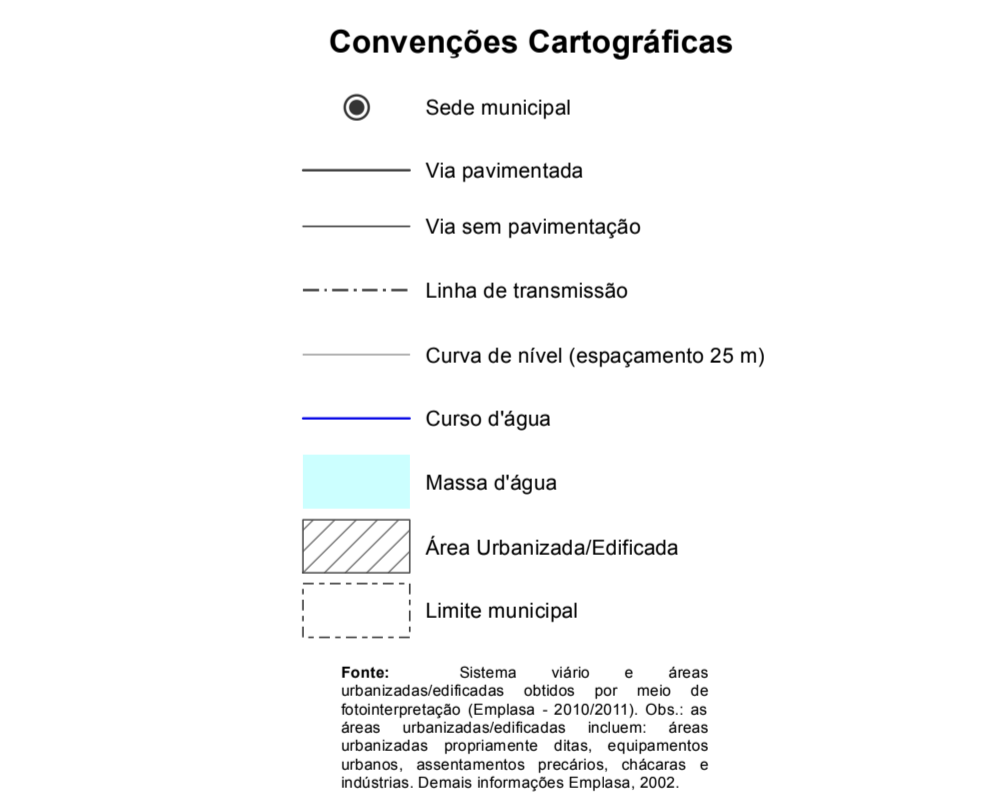 Convenções Cartográficas
Sede municipal
Via pavimentada
Via sem pavimentação
Linha de transmissão
Curva de nível (espaçamento 25 m)
Curso d'água
Massa d'água
Área Urbanizada/Edificada
Limite municipal
Fonte: Sistema viário e áreas
urbanizadas/edificadas obtidos por meio de
fotointerpretação (Emplasa - 2010/2011). Obs.: as
áreas urbanizadas/edificadas incluem: áreas
urbanizadas propriamente ditas, equipamentos
urbanos, assentamentos precários, chácaras e
indústrias. Demais informações Emplasa, 2002.